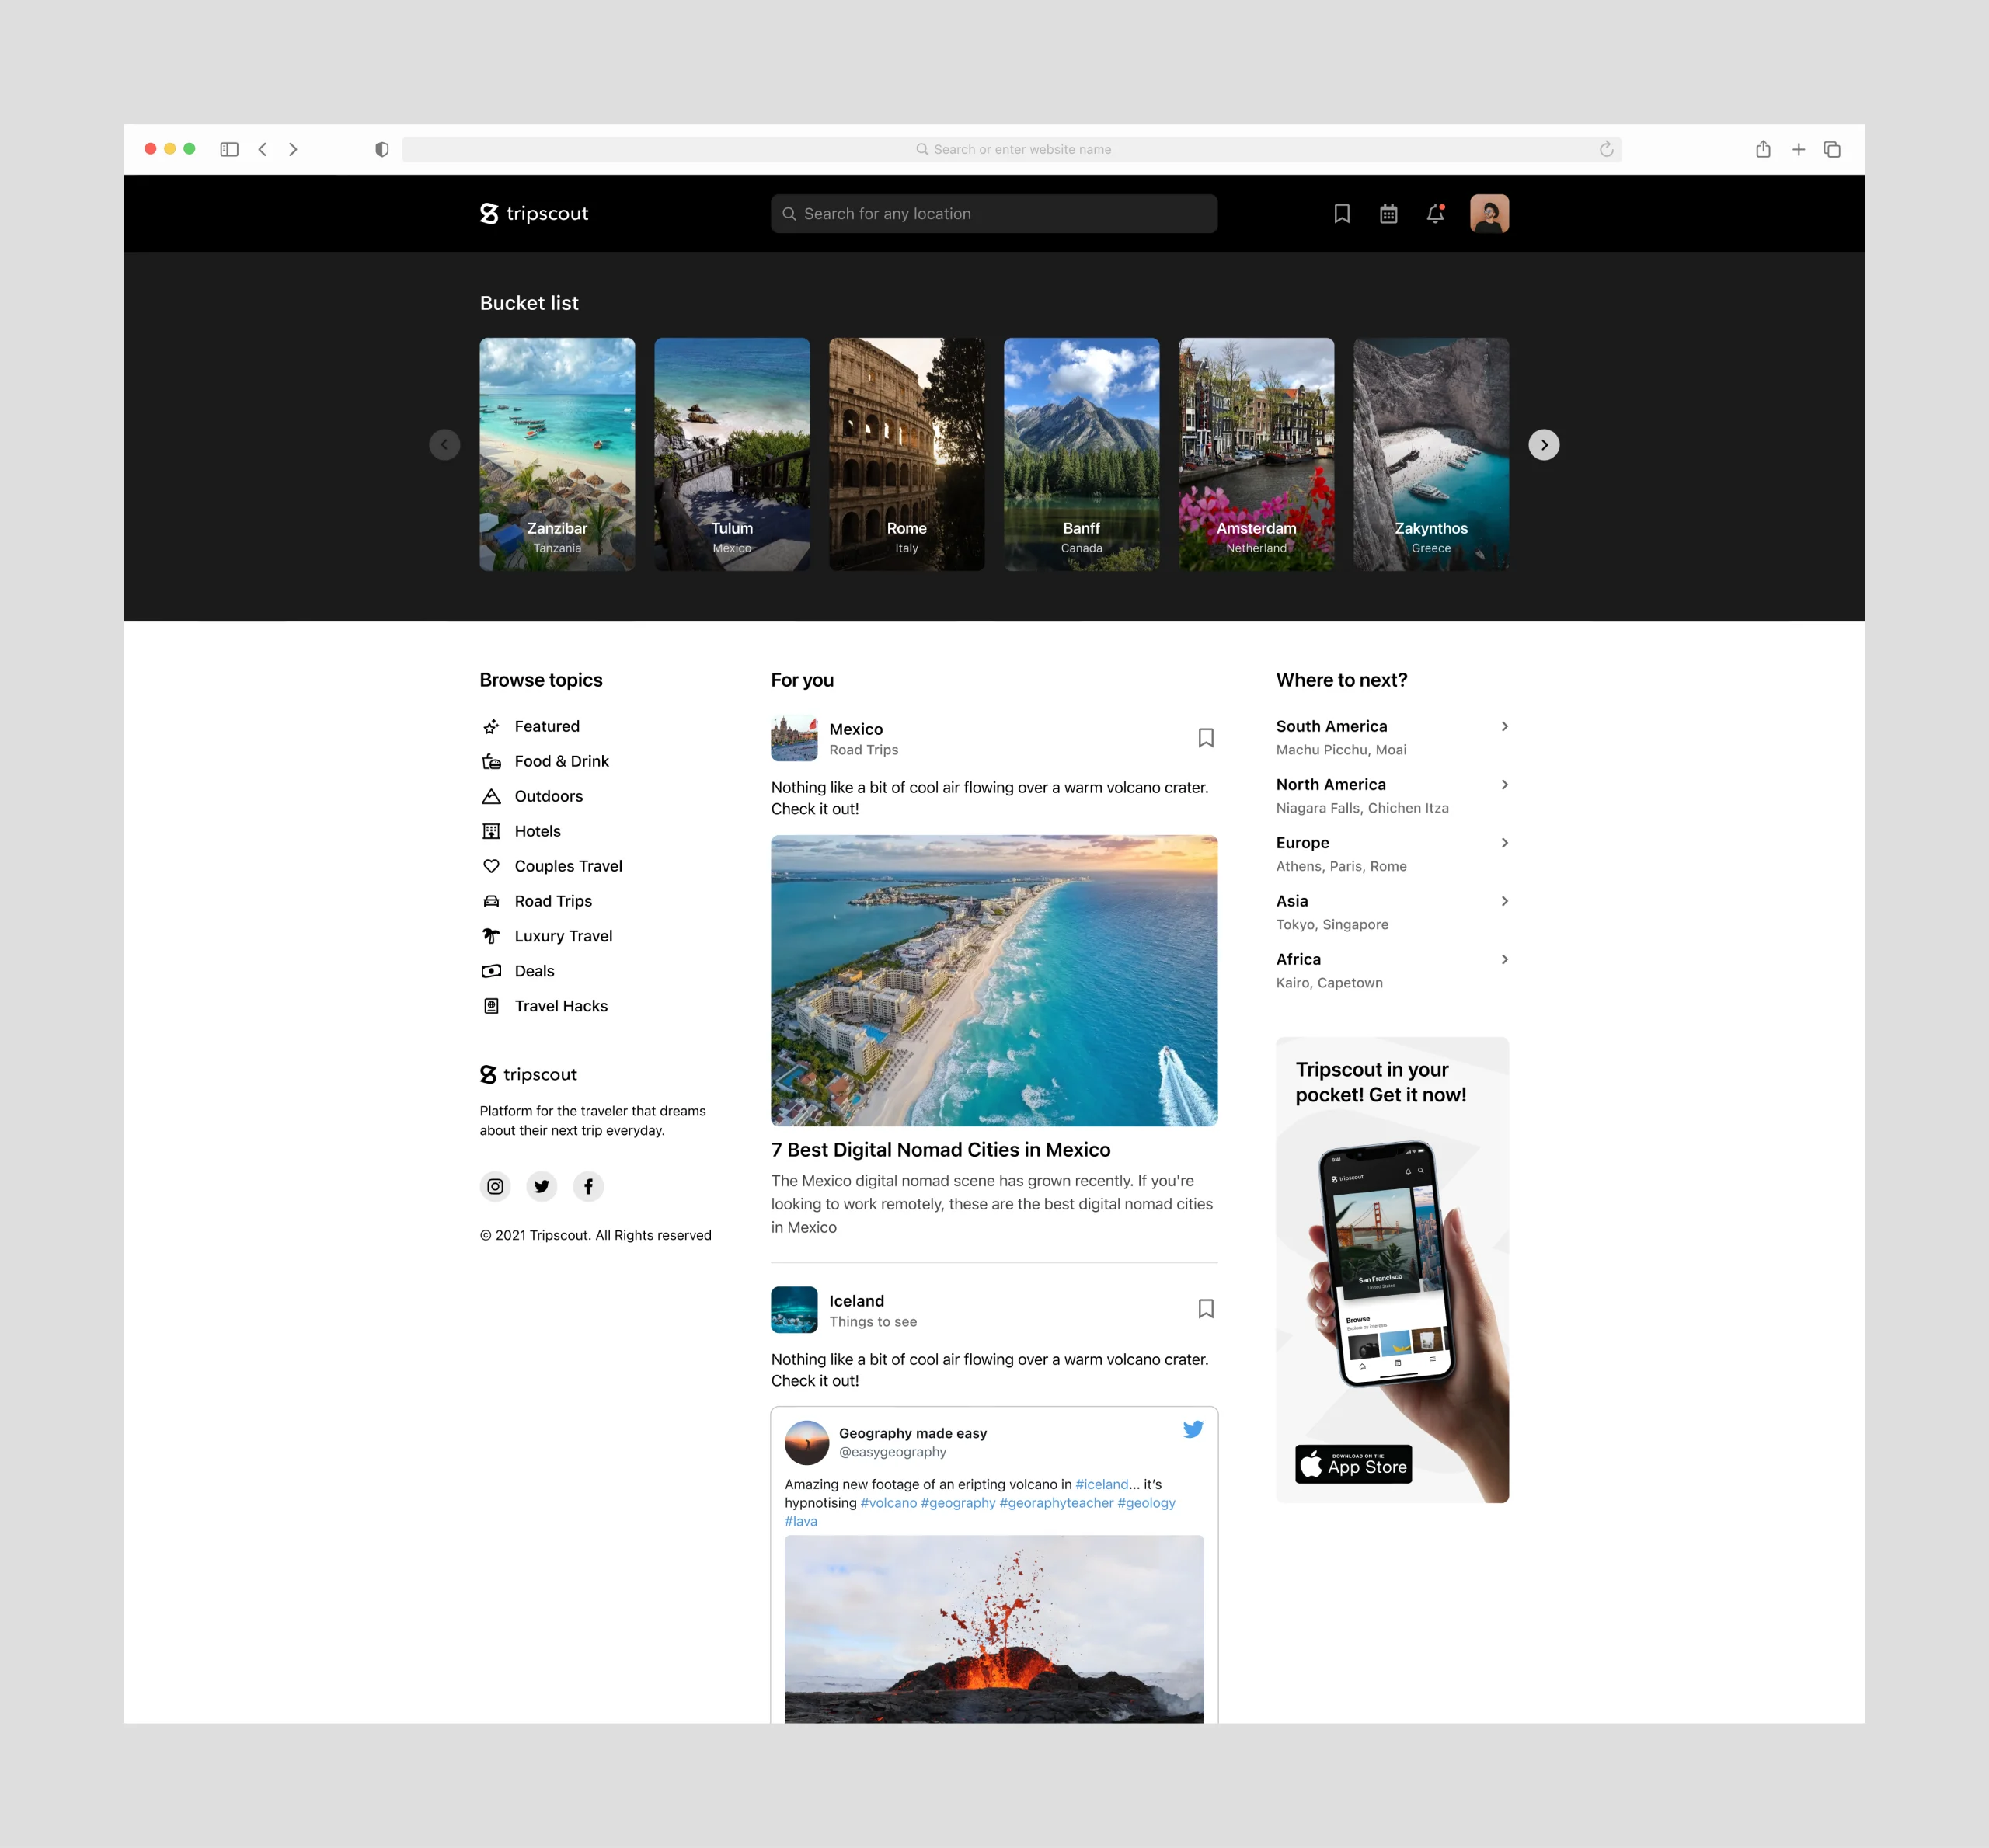 Search or enter website name
tripscout
Search for any location
Bucket list
Zanzibar
Tanzania
Tulum
Mexico
Rome
Italy
Banff
Canada
Amsterdam
Netherland
Zakynthos
Greece
Browse topics
Featured
Food & Drink
Outdoors
Hotels
Couples Travel
Road Trips
Luxury Travel
Deals
Travel Hacks
tripscout
Platform for the traveler that dreams
about their next trip everyday.
© 2021 Tripscout. All Rights reserved
For you
Mexico
Road Trips
Nothing like a bit of cool air flowing over a warm volcano crater.
Check it out!
7 Best Digital Nomad Cities in Mexico
The Mexico digital nomad scene has grown recently. If you're
looking to work remotely, these are the best digital nomad cities
in Mexico
Iceland
Things to see
Nothing like a bit of cool air flowing over a warm volcano crater.
Check it out!
Geography made easy
@easygeography
Amazing new footage of an eripting volcano in #iceland... it's
hypnotising #volcano #geography #georaphyteacher #geology
#lava
Where to next?
South America
Machu Picchu, Moai
North America
Niagara Falls, Chichen Itza
Europe
Athens, Paris, Rome
Asia
Tokyo, Singapore
Africa
Kairo, Capetown
Tripscout in your
pocket! Get it now!
9:41
tripscout
San Francisco
United States
Browse
Explore by interests
DOWNLOAD ON THE
App Store